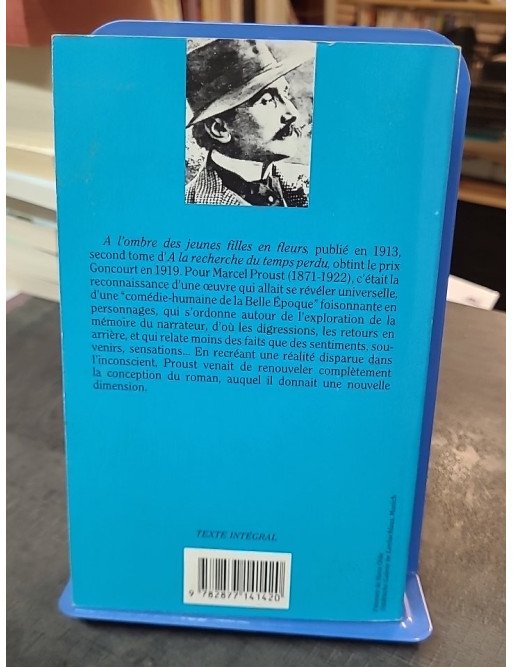 A l'ombre des jeunes filles en fleurs, publié en 1913,
second tome d'A la recherche du temps perdu, obtint le prix
Goncourt en 1919. Pour Marcel Proust (1871-1922), c'était la
reconnaissance d'une œuvre qui allait se révéler universelle,
d'une "comédie-humaine de la Belle Époque" foisonnante en
personnages, qui s'ordonne autour de l'exploration de la
mémoire du narrateur, d'où les digressions, les retours en
arrière, et qui relate moins des faits que des sentiments, sou-
venirs, sensations... En recréant une réalité disparue dans
l'inconscient, Proust venait de renouveler complètement
la conception du roman, auquel il donnait une nouvelle
dimension.
TEXTE INTÉGRAL
9 782877 141420